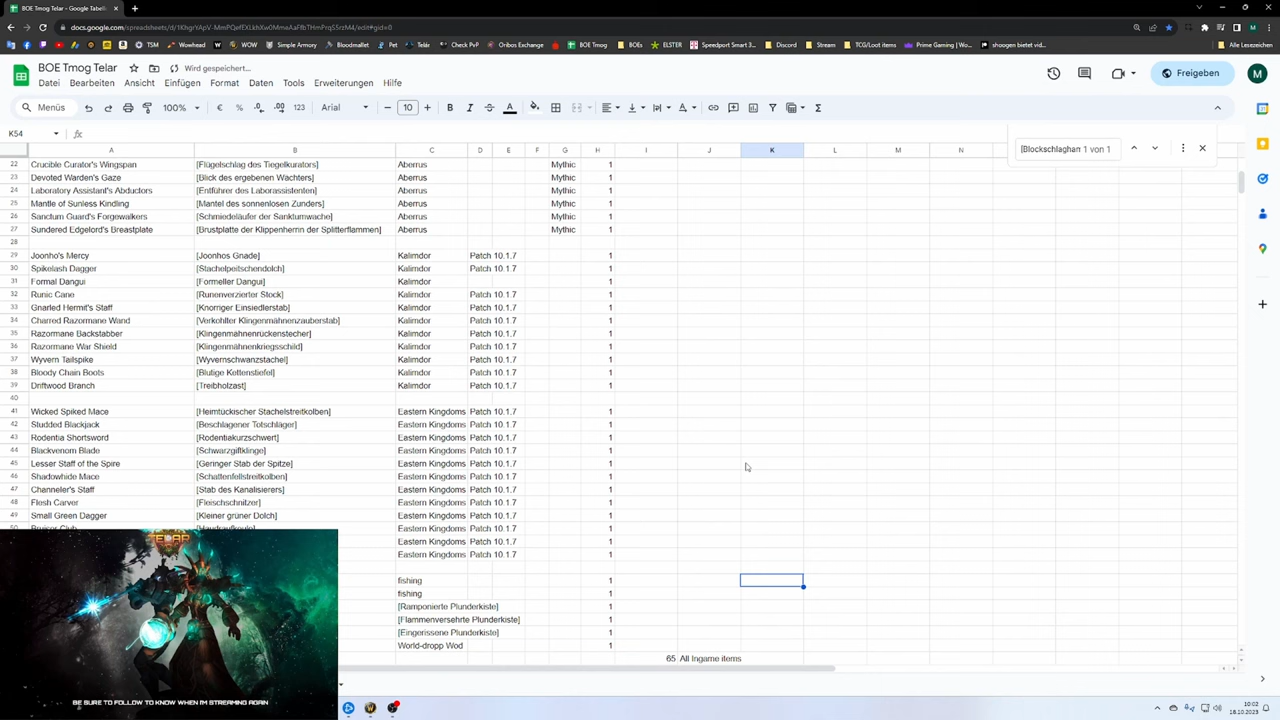 BOE Tmog Telar - Google Tabell
docs.google.com/spreadsheets/d/
BOE Tmog Telar Wird gespeichert…
Datei Bearbeiten Ansicht Einfügen Format Daten Tools Erweiterungen Hilfe
Freigeben M
TSM Wowhead WOW Simple Armory Bloodmallet Pet Telár Check PvP Oribos Exchange BOE Tmog BOEs ELSTER Speedport Smart 3... Discord Stream TCG/Loot items Prime Gaming | Wo... shoogen bietet vid... Alle Lesezeichen
Menüs 100% € % 123 Arial 10
K54
[Blockschlaghan 1 von 1
A B C D E F G H I J K L M N
22 Crucible Curator's Wingspan [Flügelschlag des Tiegelkurators] Aberrus Mythic 1
23 Devoted Warden's Gaze [Blick des ergebenen Wächters] Aberrus Mythic 1
24 Laboratory Assistant's Abductors [Entführer des Laborassistenten] Aberrus Mythic 1
25 Mantle of Sunless Kindling [Mantel des sonnenlosen Zunders] Aberrus Mythic 1
26 Sanctum Guard's Forgewalkers [Schmiedeläufer der Sanktumwache] Aberrus Mythic 1
27 Sundered Edgelord's Breastplate [Brustplatte der Klippenherrin der Splitterflammen] Aberrus Mythic 1
28
29 Joonho's Mercy [Joonhos Gnade] Kalimdor Patch 10.1.7 1
30 Spikelash Dagger [Stachelpeitschendolch] Kalimdor Patch 10.1.7 1
31 Formal Dangui [Formeller Dangui] Kalimdor 1
32 Runic Cane [Runenverzierter Stock] Kalimdor Patch 10.1.7 1
33 Gnarled Hermit's Staff [Knorriger Einsiedlerstab] Kalimdor Patch 10.1.7 1
34 Charred Razormane Wand [Verkohlter Klingenmähnenzauberstab] Kalimdor Patch 10.1.7 1
35 Razormane Backstabber [Klingenmähnenrückenstecher] Kalimdor Patch 10.1.7 1
36 Razormane War Shield [Klingenmähnenkriegsschild] Kalimdor Patch 10.1.7 1
37 Wyvern Tailspike [Wyvernschwanzstachel] Kalimdor Patch 10.1.7 1
38 Bloody Chain Boots [Blutige Kettenstiefel] Kalimdor Patch 10.1.7 1
39 Driftwood Branch [Treibholzast] Kalimdor Patch 10.1.7 1
40
41 Wicked Spiked Mace [Heimtückischer Stachelstreitkolben] Eastern Kingdoms Patch 10.1.7 1
42 Studded Blackjack [Beschlagener Totschläger] Eastern Kingdoms Patch 10.1.7 1
43 Rodentia Shortsword [Rodentiakurzschwert] Eastern Kingdoms Patch 10.1.7 1
44 Blackvenom Blade [Schwarzgiftklinge] Eastern Kingdoms Patch 10.1.7 1
45 Lesser Staff of the Spire [Geringer Stab der Spitze] Eastern Kingdoms Patch 10.1.7 1
46 Shadowhide Mace [Schattenfellstreitkolben] Eastern Kingdoms Patch 10.1.7 1
47 Channeler's Staff [Stab des Kanalisierers] Eastern Kingdoms Patch 10.1.7 1
48 Flesh Carver [Fleischschnitzer] Eastern Kingdoms Patch 10.1.7 1
49 Small Green Dagger [Kleiner grüner Dolch] Eastern Kingdoms Patch 10.1.7 1
50 Bruiser Club Eastern Kingdoms Patch 10.1.7 1
Eastern Kingdoms Patch 10.1.7 1
Eastern Kingdoms Patch 10.1.7 1
fishing 1
fishing 1
[Ramponierte Plunderkiste] 1
[Flammenversehrte Plunderkiste] 1
[Eingerissene Plunderkiste] 1
World-dropp Wod 1
65 All Ingame items
TELAR
BE SURE TO FOLLOW TO KNOW WHEN I'M STREAMING AGAIN
10:02
18.10.2023